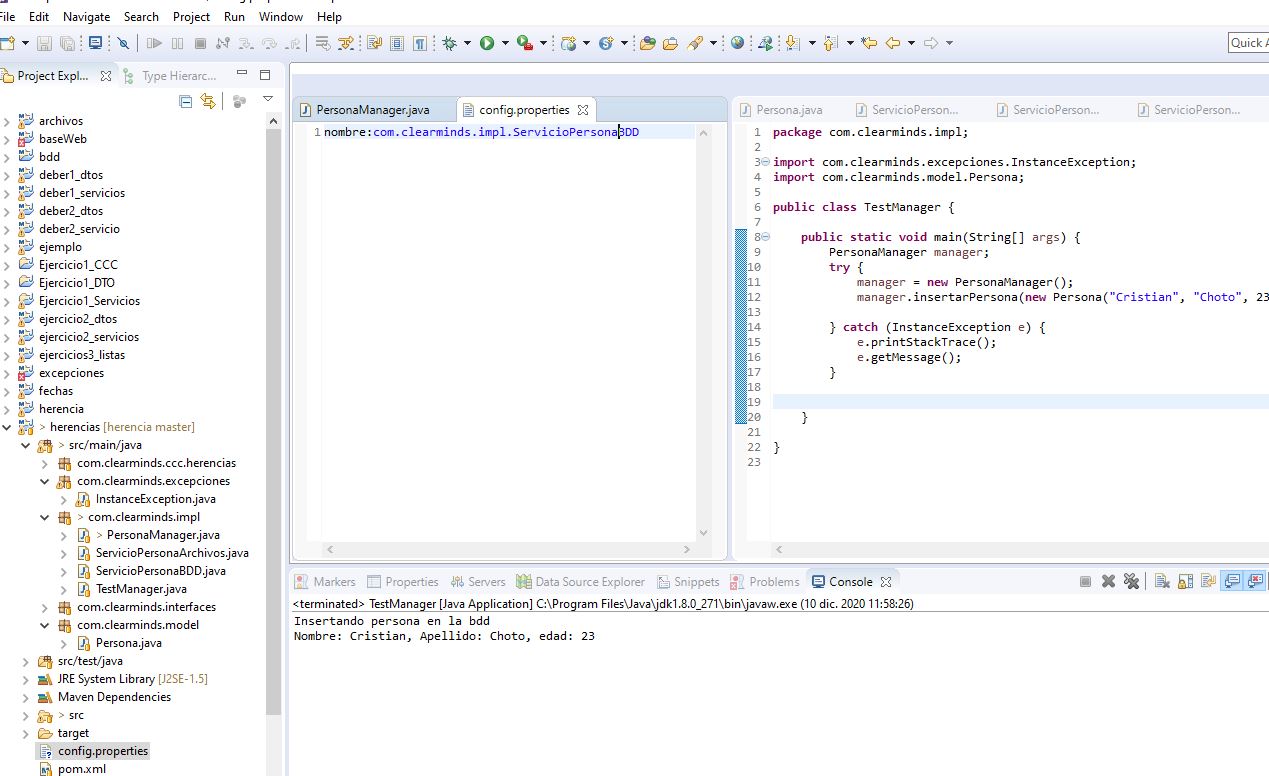 File Edit Navigate Search Project Run Window Help
Quick A
Project Expl... Type Hierarc...
archivos
baseWeb
bdd
deber1_dtos
deber1_servicios
deber2_dtos
deber2_servicio
ejemplo
Ejercicio1_CCC
Ejercicio1_DTO
Ejercicio1_Servicios
ejercicio2_dtos
ejercicio2_servicios
ejercicios3_listas
excepciones
fechas
herencia
> herencias [herencia master]
> src/main/java
com.clearminds.ccc.herencias
com.clearminds.excepciones
InstanceException.java
> com.clearminds.impl
> PersonaManager.java
ServicioPersonaArchivos.java
ServicioPersonaBDD.java
TestManager.java
com.clearminds.interfaces
com.clearminds.model
Persona.java
src/test/java
JRE System Library [J2SE-1.5]
Maven Dependencies
> src
target
config.properties
pom.xml
PersonaManager.java config.properties
1 nombre:com.clearminds.impl.ServicioPersonaBDD
Persona.java ServicioPerson... ServicioPerson... ServicioPerson...
1 package com.clearminds.impl;
2
3 import com.clearminds.excepciones.InstanceException;
4 import com.clearminds.model.Persona;
5
6 public class TestManager {
7
8 public static void main(String[] args) {
9 PersonaManager manager;
10 try {
11 manager = new PersonaManager();
12 manager.insertarPersona(new Persona("Cristian", "Choto", 23
13
14 } catch (InstanceException e) {
15 e.printStackTrace();
16 e.getMessage();
17 }
18
19
20 }
21
22 }
23
Markers Properties Servers Data Source Explorer Snippets Problems Console
<terminated> TestManager [Java Application] C:\Program Files\Java\jdk1.8.0_271\bin\javaw.exe (10 dic. 2020 11:58:26)
Insertando persona en la bdd
Nombre: Cristian, Apellido: Choto, edad: 23